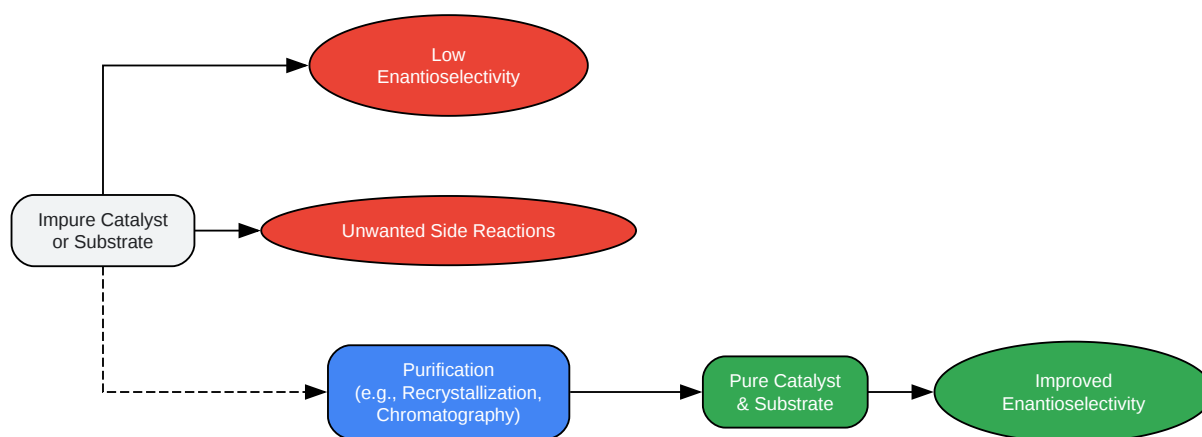 Low
Enantioselectivity
Impure Catalyst
or Substrate
Unwanted Side Reactions
Purification
(e.g., Recrystallization,
Chromatography)
Pure Catalyst
& Substrate
Improved
Enantioselectivity